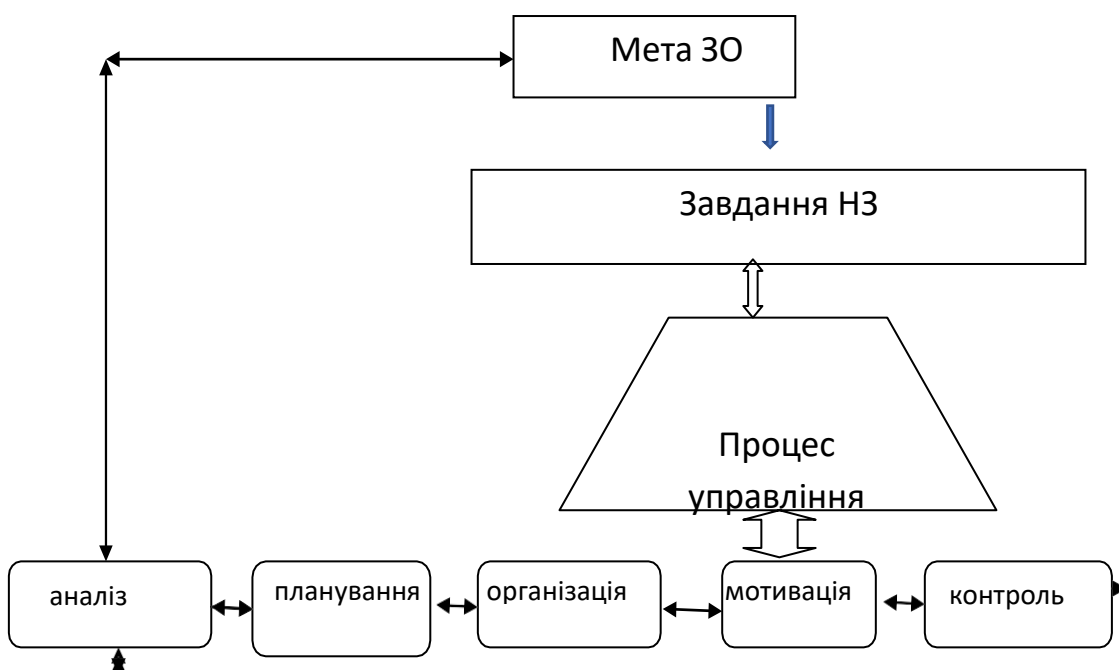 Мета ЗО
Завдання НЗ
Процес
управління
аналіз
планування
організація
мотивація
контроль